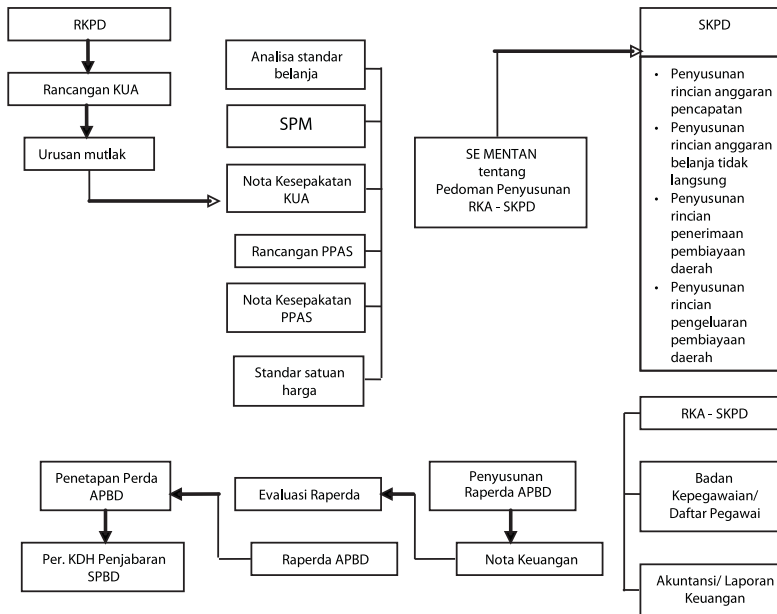 RKPD
Rancangan KUA
Urusan mutlak
Analisa standar
belanja
SPM
Nota Kesepakatan
KUA
Rancangan PPAS
Nota Kesepakatan
PPAS
Standar satuan
harga
SE MENTAN
tentang
Pedoman Penyusunan
RKA - SKPD
SKPD
• Penyusunan
rincian anggaran
pencapatan
• Penyusunan
rincian anggaran
belanja tidak
langsung
• Penyusunan
rincian
penerimaan
pembiayaan
daerah
• Penyusunan
rincian
pengeluaran
pembiayaan
daerah
RKA - SKPD
Badan
Kepegawaian/
Daftar Pegawai
Akuntansi/ Laporan
Keuangan
Penyusunan
Raperda APBD
Nota Keuangan
Evaluasi Raperda
Raperda APBD
Penetapan Perda
APBD
Per. KDH Penjabaran
SPBD